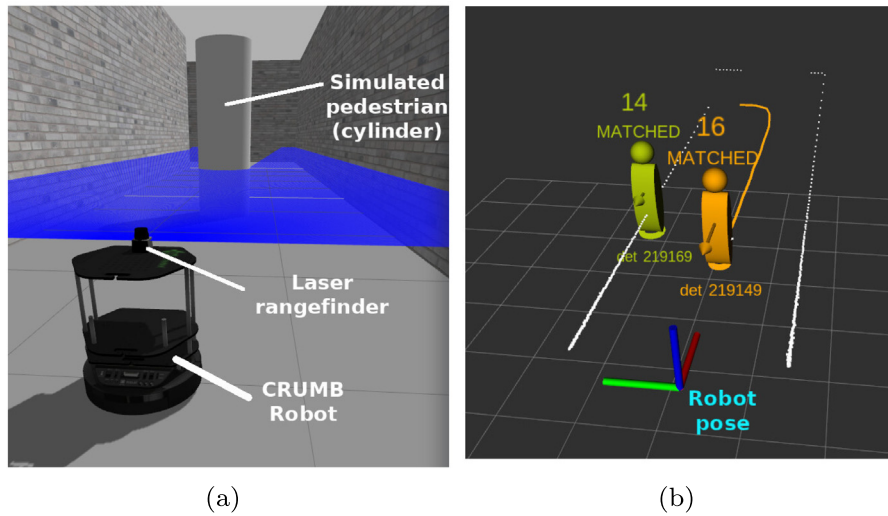 Simulated
pedestrian
(cylinder)
Laser
rangefinder
CRUMB
Robot
14
MATCHED
16
MATCHED
det 219169
det 219149
Robot
pose
(a)
(b)